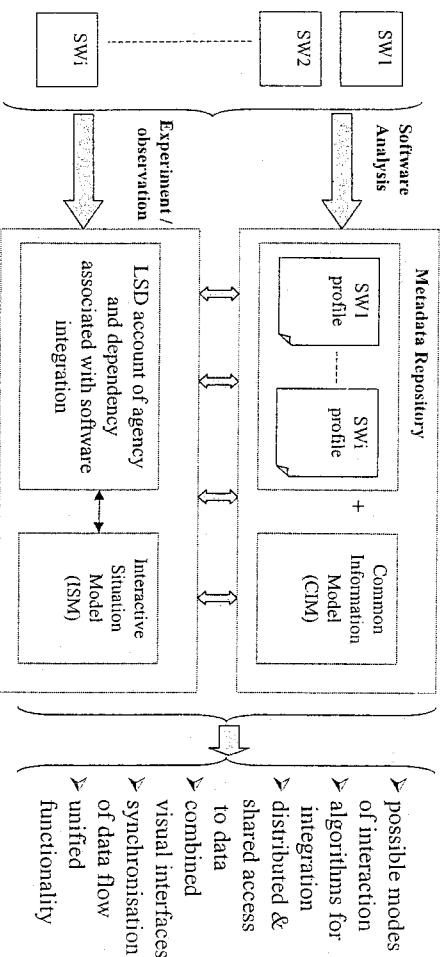 SW1
SW2
SWi
Software
Analysis
Experiment /
observation
Metadata Repository
SW1
profile
SWi
profile
+
Common
Information
Model
(CIM)
LSD account of agency
and dependency
associated with software
integration
Interactive
Situation
Model
(ISM)
➢ possible modes
of interaction
➢ algorithms for
integration
➢ distributed &
shared access
to data
➢ combined
visual interfaces
➢ synchronisation
of data flow
➢ unified
functionality